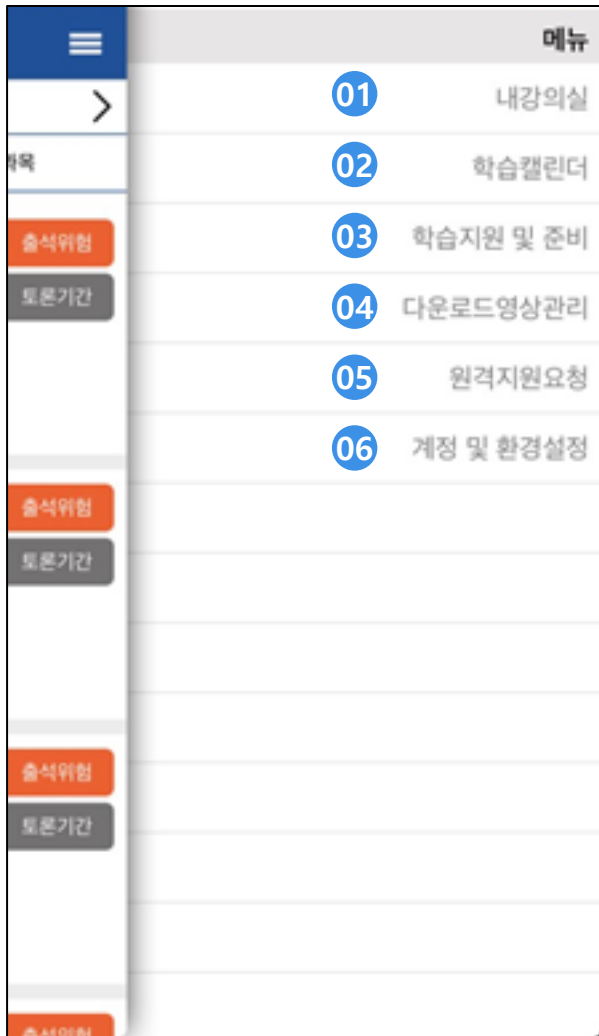 메뉴
01 내강의실
02 학습캘린더
03 학습지원 및 준비
04 다운로드영상관리
05 원격지원요청
06 계정 및 환경설정
출석위험
토론기간
출석위험
토론기간
출석위험
토론기간